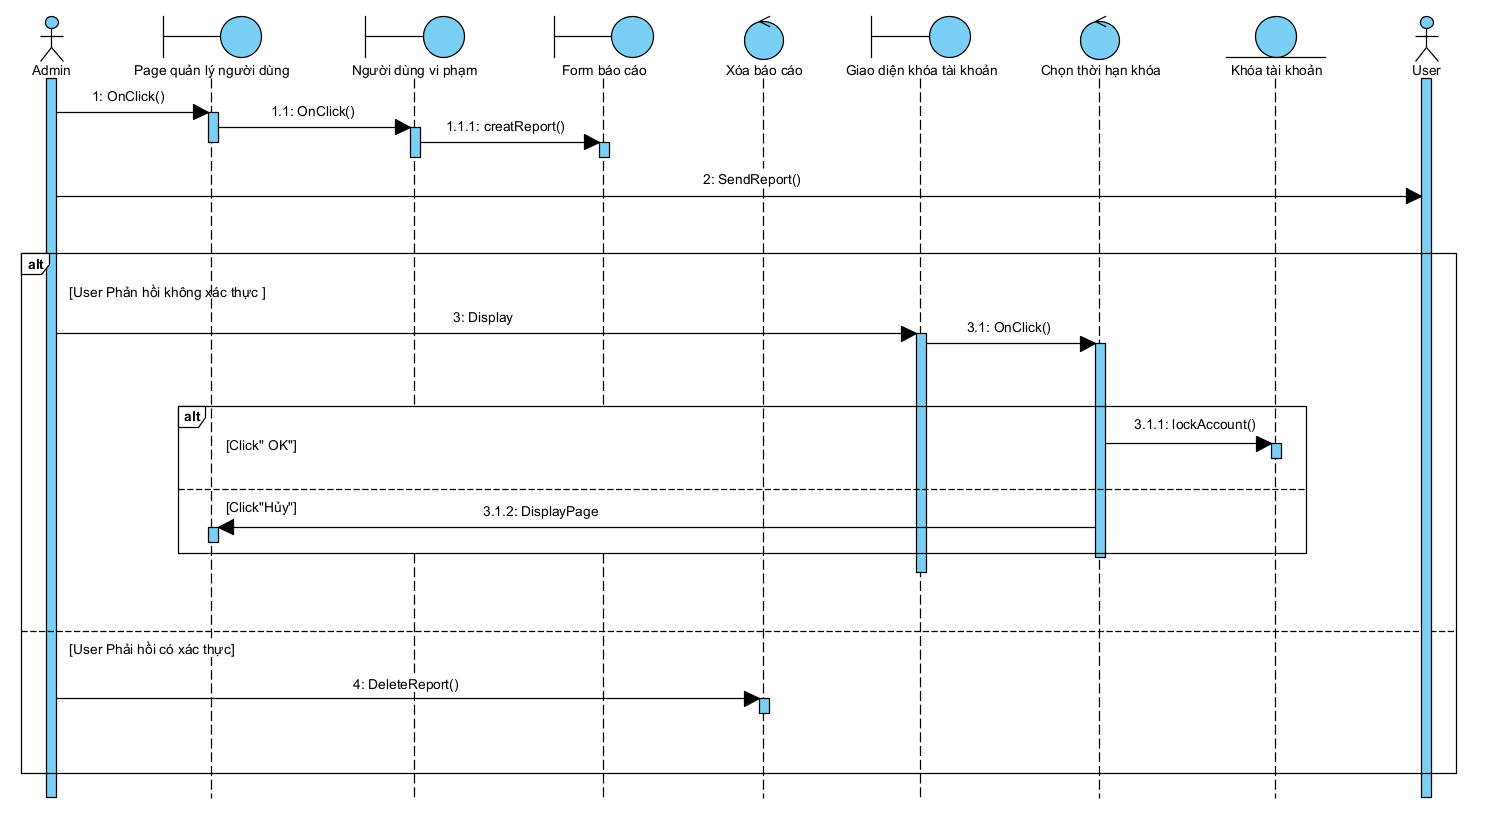 Admin
Page quản lý người dùng
Người dùng vi phạm
Form báo cáo
Xóa báo cáo
Giao diện khóa tài khoản
Chọn thời hạn khóa
Khóa tài khoản
User
1: OnClick()
1.1: OnClick()
1.1.1: creatReport()
2: SendReport()
alt
[User Phản hồi không xác thực ]
3: Display
3.1: OnClick()
alt
3.1.1: lockAccount()
[Click" OK"]
[Click"Hủy"]
3.1.2: DisplayPage
[User Phải hồi có xác thực]
4: DeleteReport()